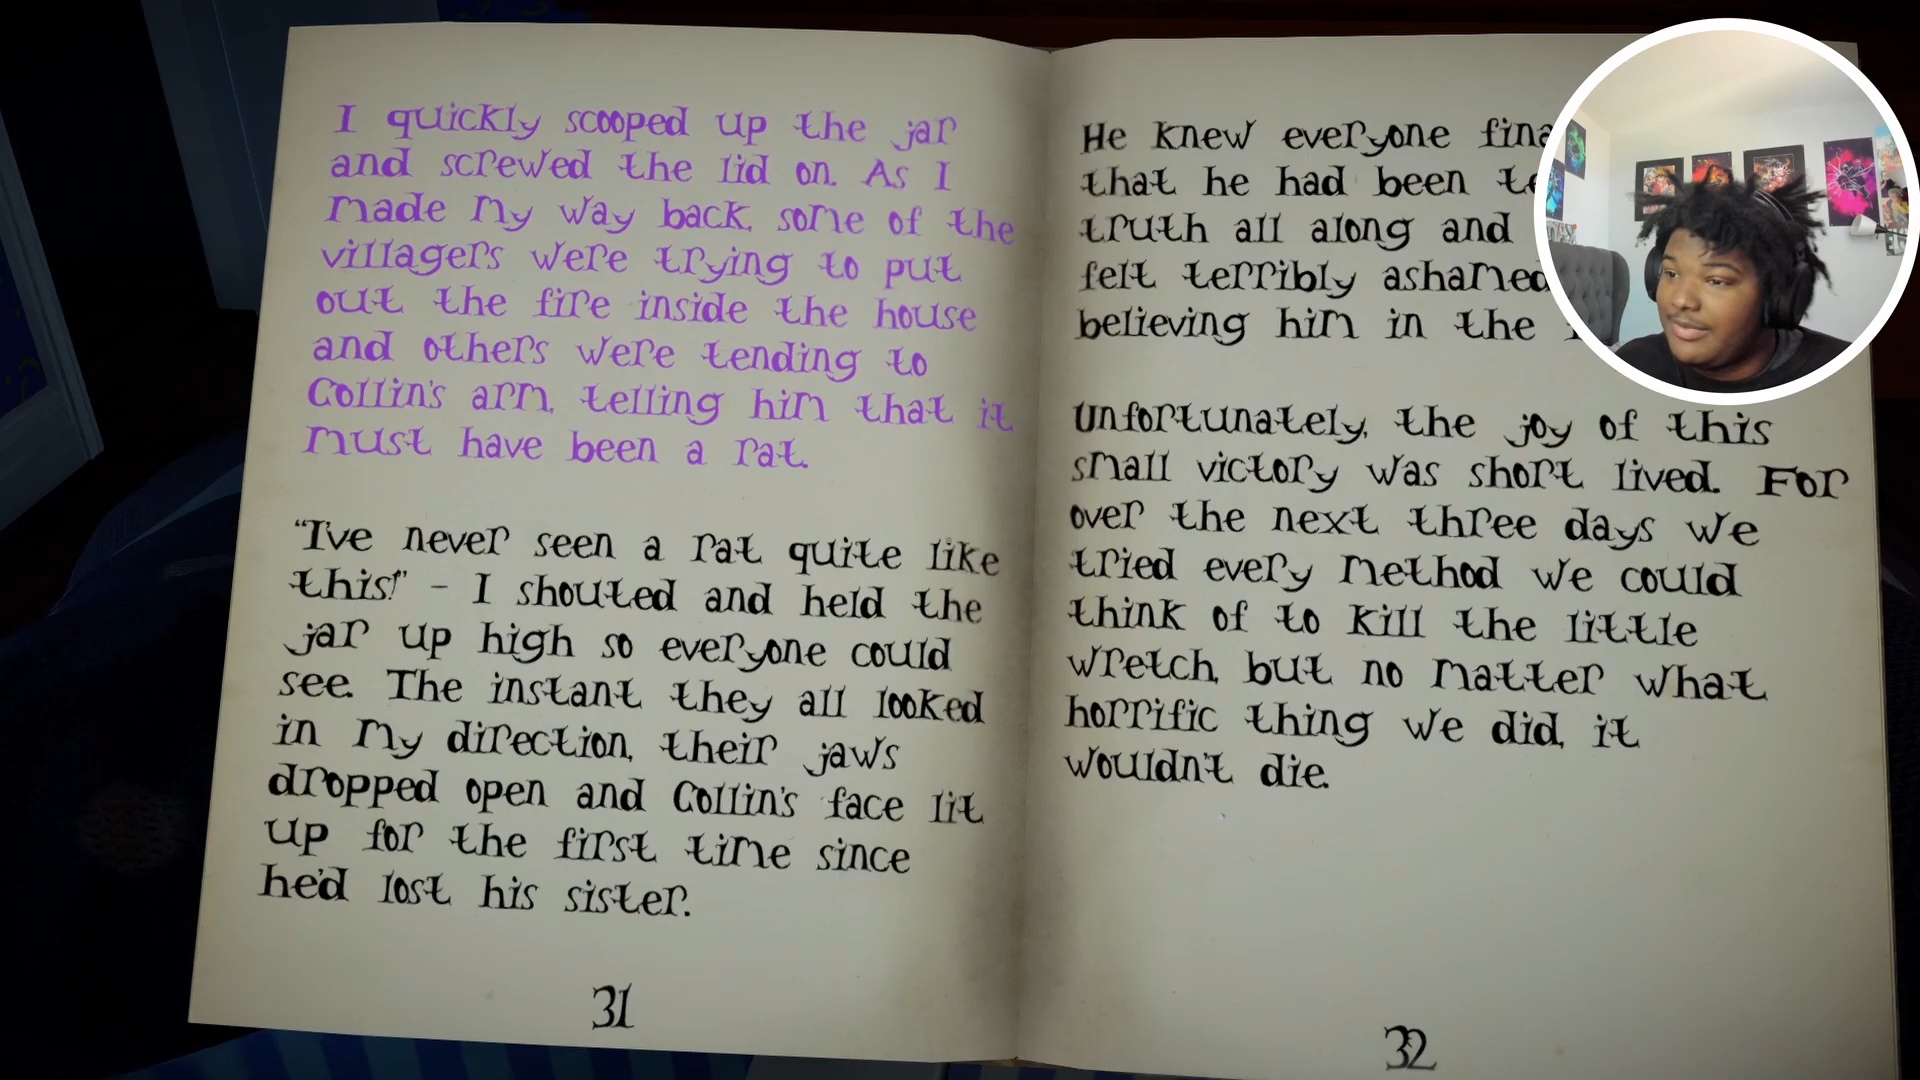 I quickly scooped up the jar
and screwed the lid on. As I
made my way back, some of the
villagers were trying to put
out the fire inside the house
and others were tending to
Collin's arm, telling him that it
must have been a rat.
"I've never seen a rat quite like
this!" - I shouted and held the
jar up high so everyone could
see. The instant they all looked
in my direction, their jaws
dropped open and Collin's face lit
up for the first time since
he'd lost his sister.
31
He knew everyone
that he had been
truth all along and
felt terribly ashamed
believing him in the
Unfortunately, the joy of this
small victory was short lived. For
over the next three days we
tried every method we could
think of to kill the little
wretch, but no matter what
horrific thing we did, it
wouldn't die.
32